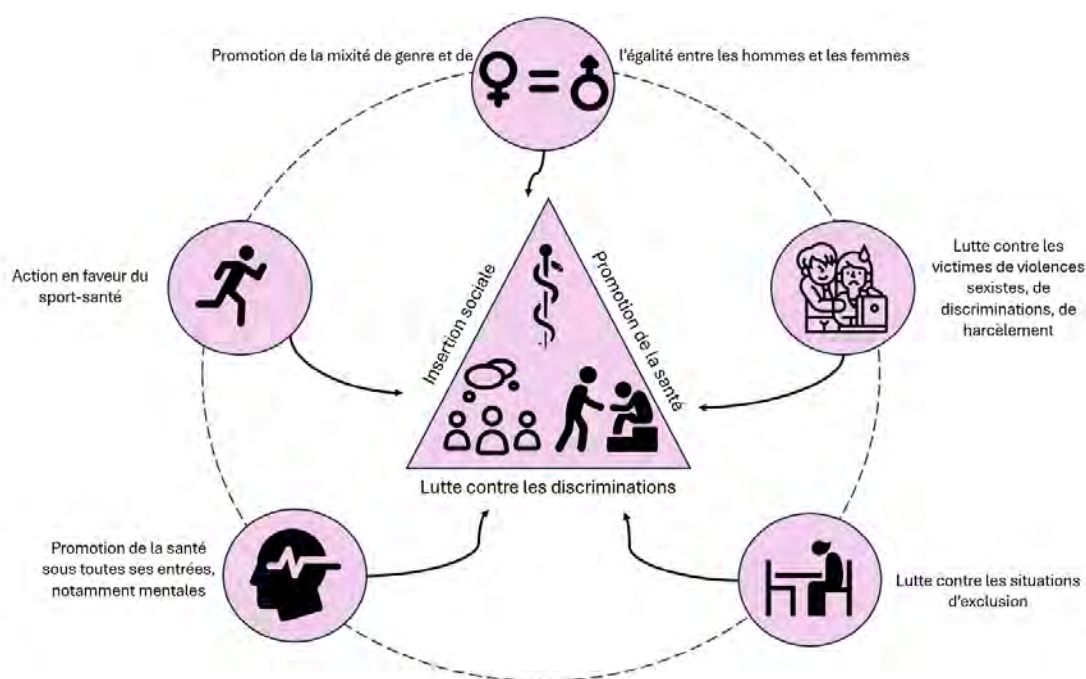 Promotion de la mixité de genre et de
l'égalité entre les hommes et les femmes
Action en faveur du
sport-santé
Lutte contre les
victimes de violences
sexistes, de
discriminations, de
harcèlement
Insertion sociale
Promotion de la santé
Lutte contre les discriminations
Promotion de la santé
sous toutes ses entrées,
notamment mentales
Lutte contre les situations
d'exclusion